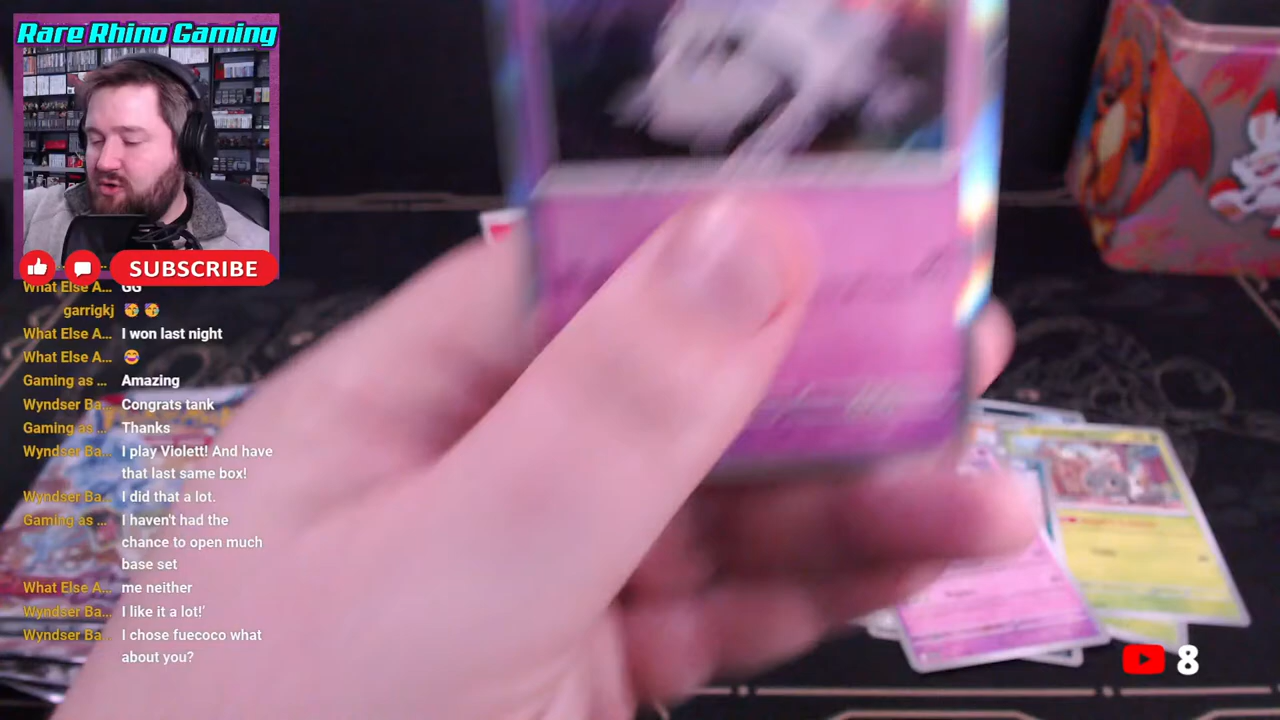 Rare Rhino Gaming
SUBSCRIBE
What Else A... GG
garrigkj 🥳 🥳
What Else A... I won last night
What Else A... 😂
Gaming as ... Amazing
Wyndser Ba... Congrats tank
Gaming as ... Thanks
Wyndser Ba... I play Violett! And have
that last same box!
Wyndser Ba... I did that a lot.
Gaming as ... I haven't had the
chance to open much
base set
What Else A... me neither
Wyndser Ba... I like it a lot!'
Wyndser Ba... I chose fuecoco what
about you?
8